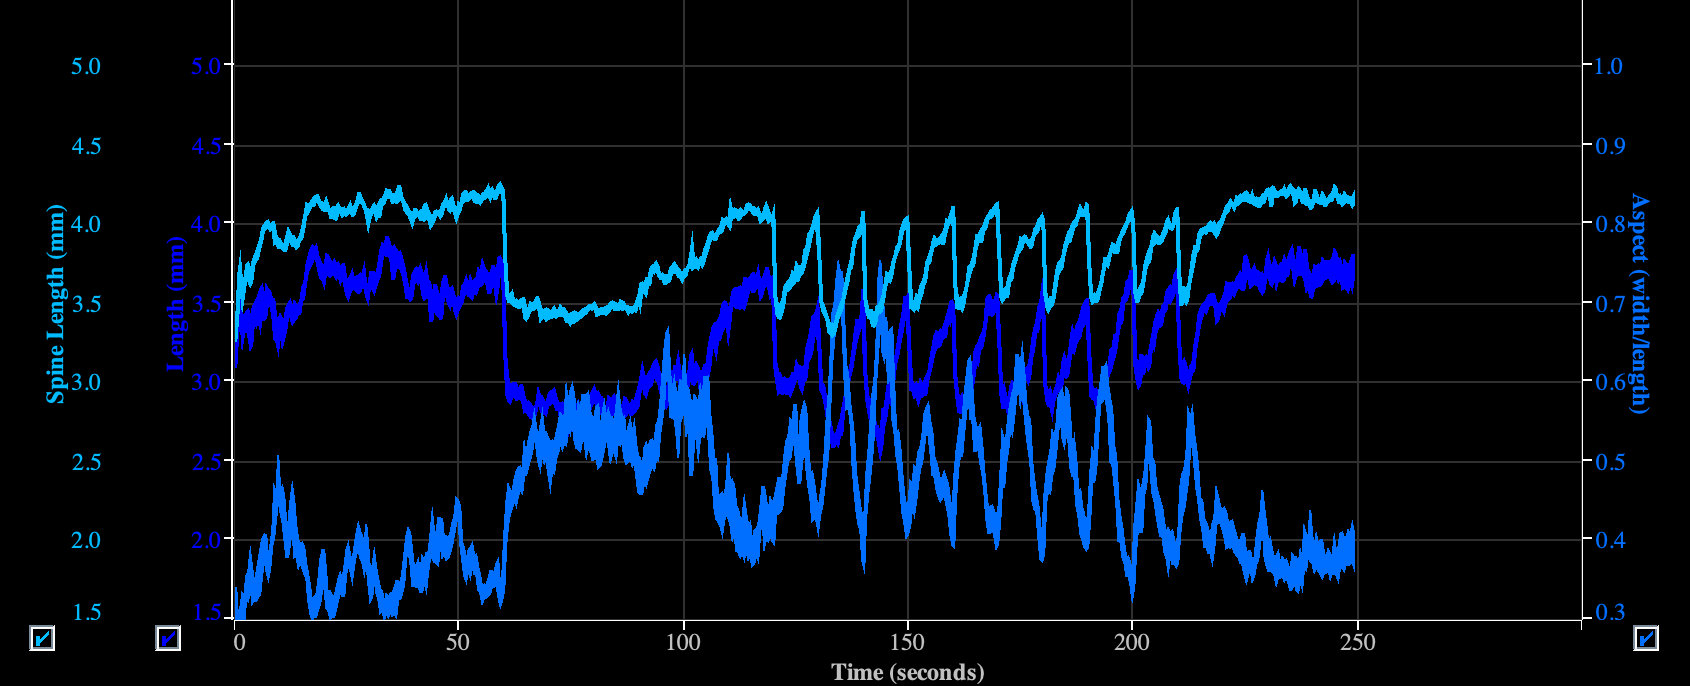 5.0 5.0 1.0
4.5 4.5 0.9
4.0 4.0 0.8
3.5 3.5 0.7
3.0 3.0 0.6
2.5 2.5 0.5
2.0 2.0 0.4
1.5 1.5 0.3
Spine Length (mm)
Length (mm)
Aspect (width/length)
0 50 100 150 200 250
Time (seconds)